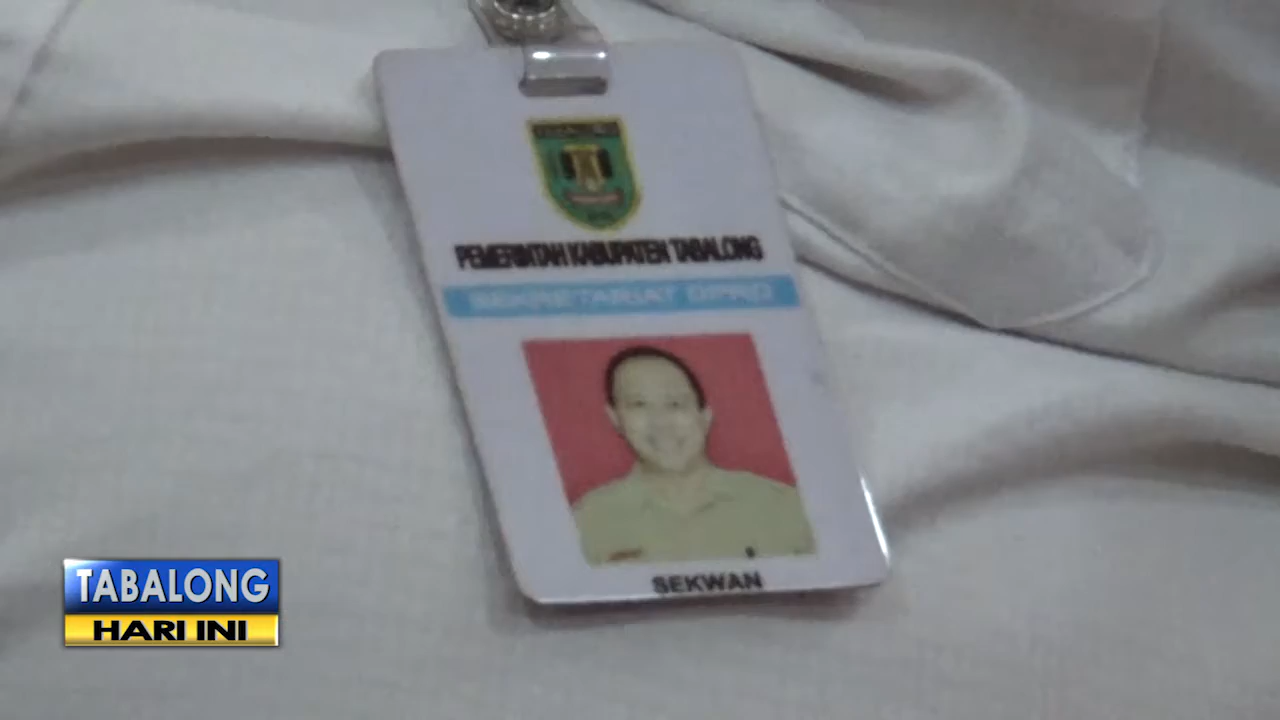 PEMERINTAH KABUPATEN TABALONG
SEKRETARIAT DPRD
SEKWAN
TABALONG
HARI INI